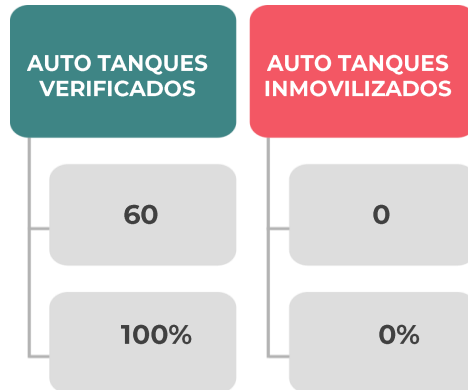 AUTO TANQUES
VERIFICADOS
60
100%
AUTO TANQUES
INMOVILIZADOS
0
0%